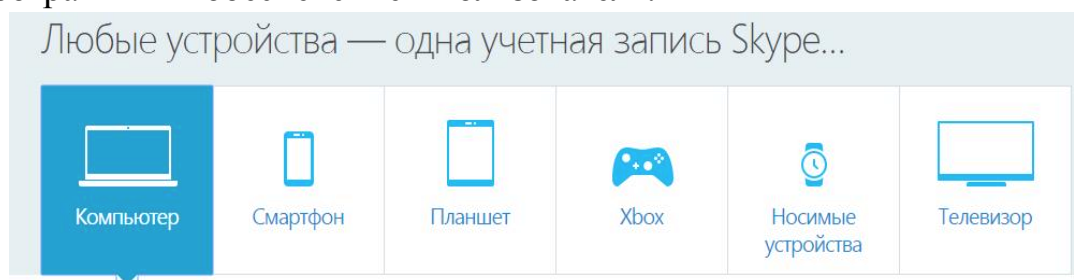 Любые устройства — одна учетная запись Skype...
Компьютер
Смартфон
Планшет
Xbox
Носимые
устройства
Телевизор